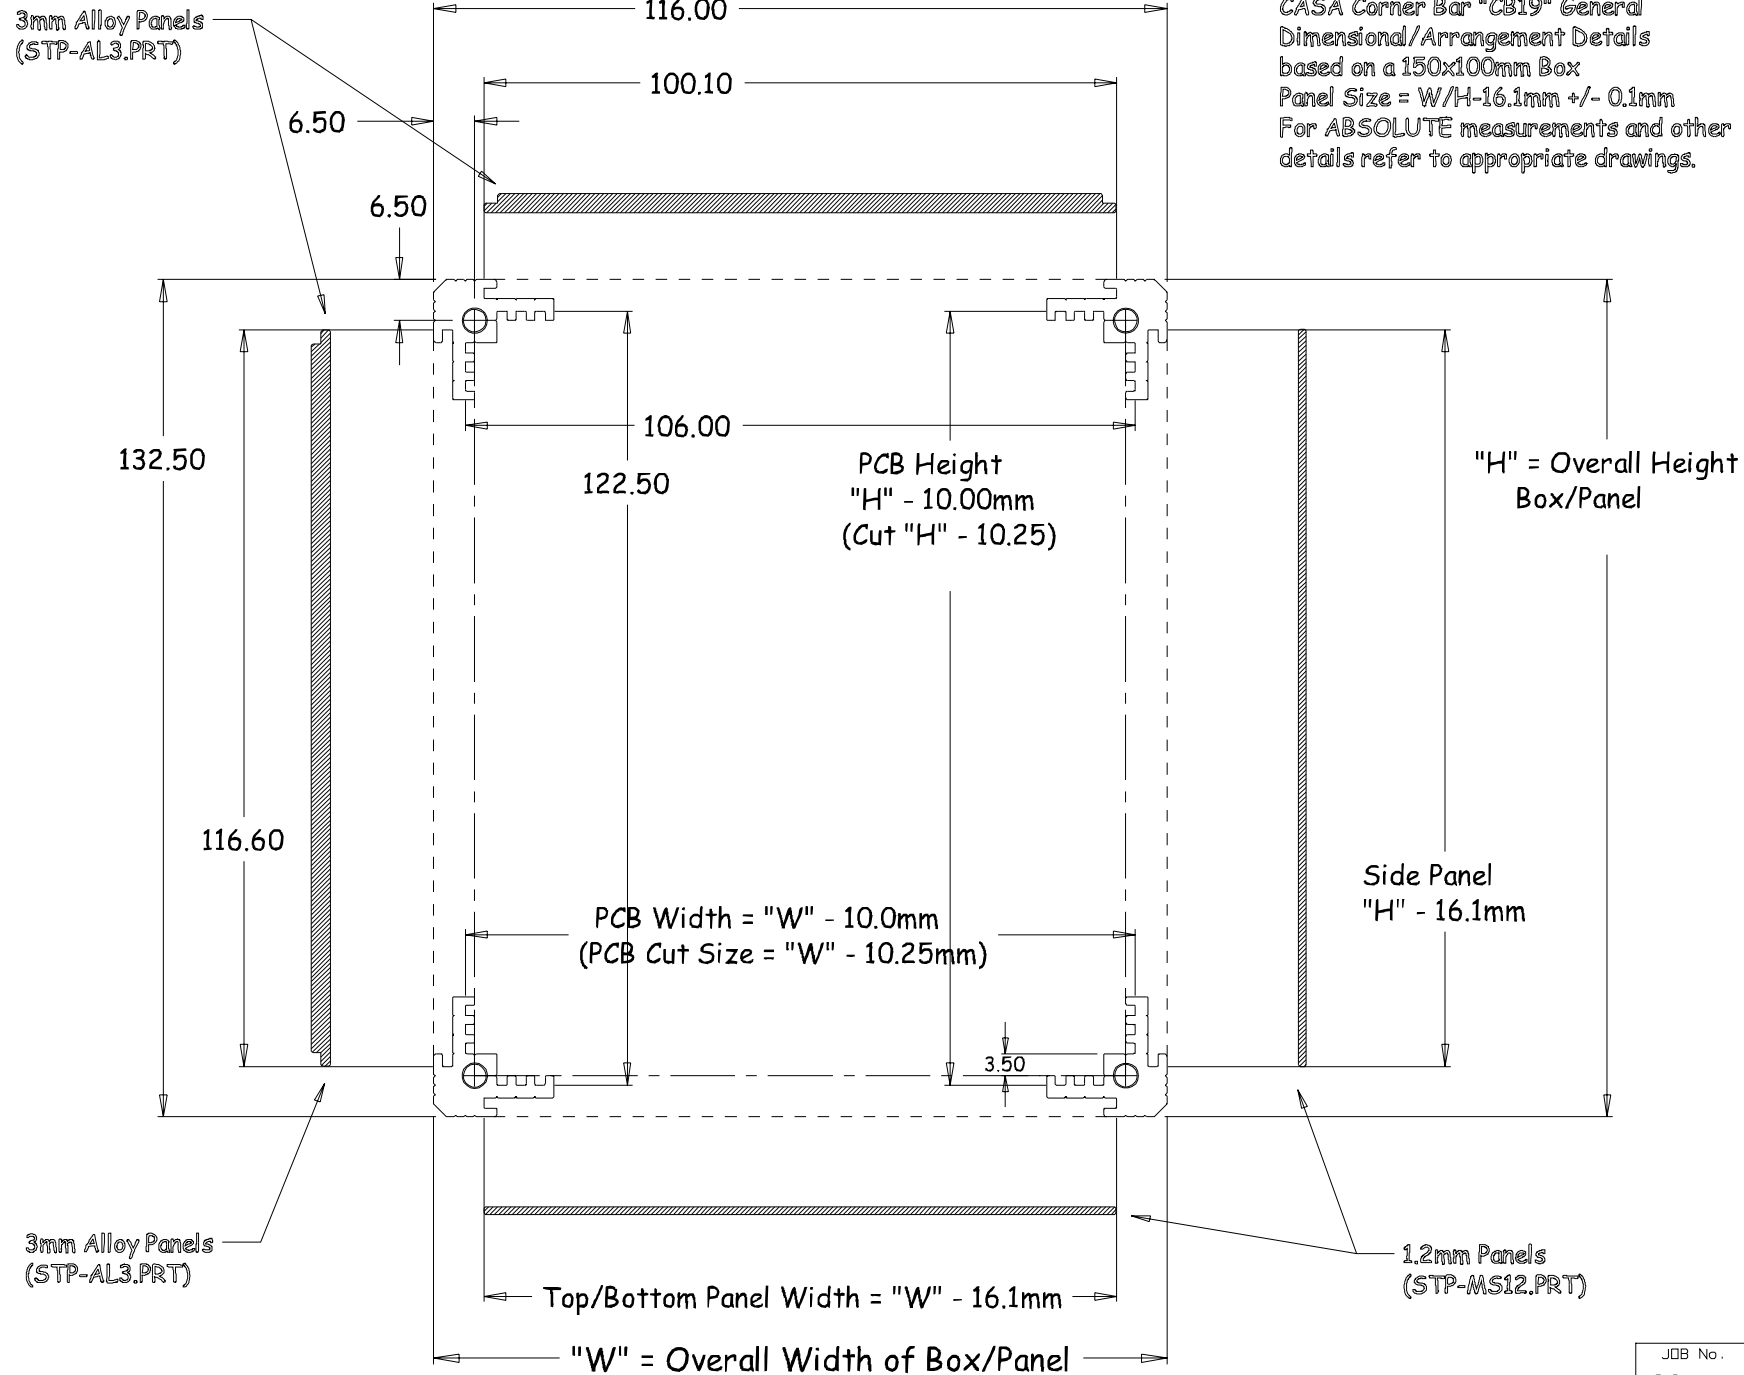 116.00
CASA Corner Bar "CB19" General
Dimensional/Arrangement Details
based on a 150x100mm Box
Panel Size = W/H-16.1mm +/- 0.1mm
For ABSOLUTE measurements and other
details refer to appropriate drawings.
3mm Alloy Panels
(STP-AL3.PRT)
100.10
6.50
6.50
132.50
106.00
122.50
PCB Height
"H" - 10.00mm
(Cut "H" - 10.25)
"H" = Overall Height
Box/Panel
116.60
Side Panel
"H" - 16.1mm
PCB Width = "W" - 10.0mm
(PCB Cut Size = "W" - 10.25mm)
3.50
3mm Alloy Panels
(STP-AL3.PRT)
1.2mm Panels
(STP-MS12.PRT)
Top/Bottom Panel Width = "W" - 16.1mm
"W" = Overall Width of Box/Panel
JOB No.